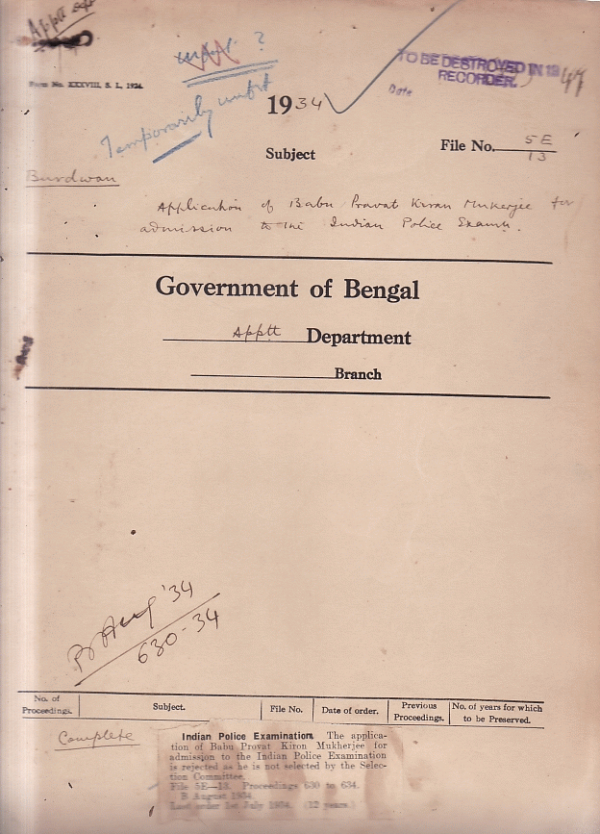 Apptt
Form No. XXXVIII, S. L., 1934.
TO BE DESTROYED IN 1947
RECORDER.
Date
Temporarily unfit
1934
File No. 5E
13
Subject
Burdwan
Application of Babu Pravat Kiran Mukerjee for
admission to the Indian Police Examn.
Government of Bengal
Apptt Department
Branch
B Aug '34
630-34
No. of Proceedings.
Subject.
File No.
Date of order.
Previous Proceedings.
No. of years for which to be Preserved.
Complete
Indian Police Examination. The applica-
tion of Babu Provat Kiron Mukherjee for
admission to the Indian Police Examination
is rejected as he is not selected by the Selec-
tion Committee.
File 5E—13. Proceedings 630 to 634.
B August 1934.
Last order 1st July 1934. (12 years.)